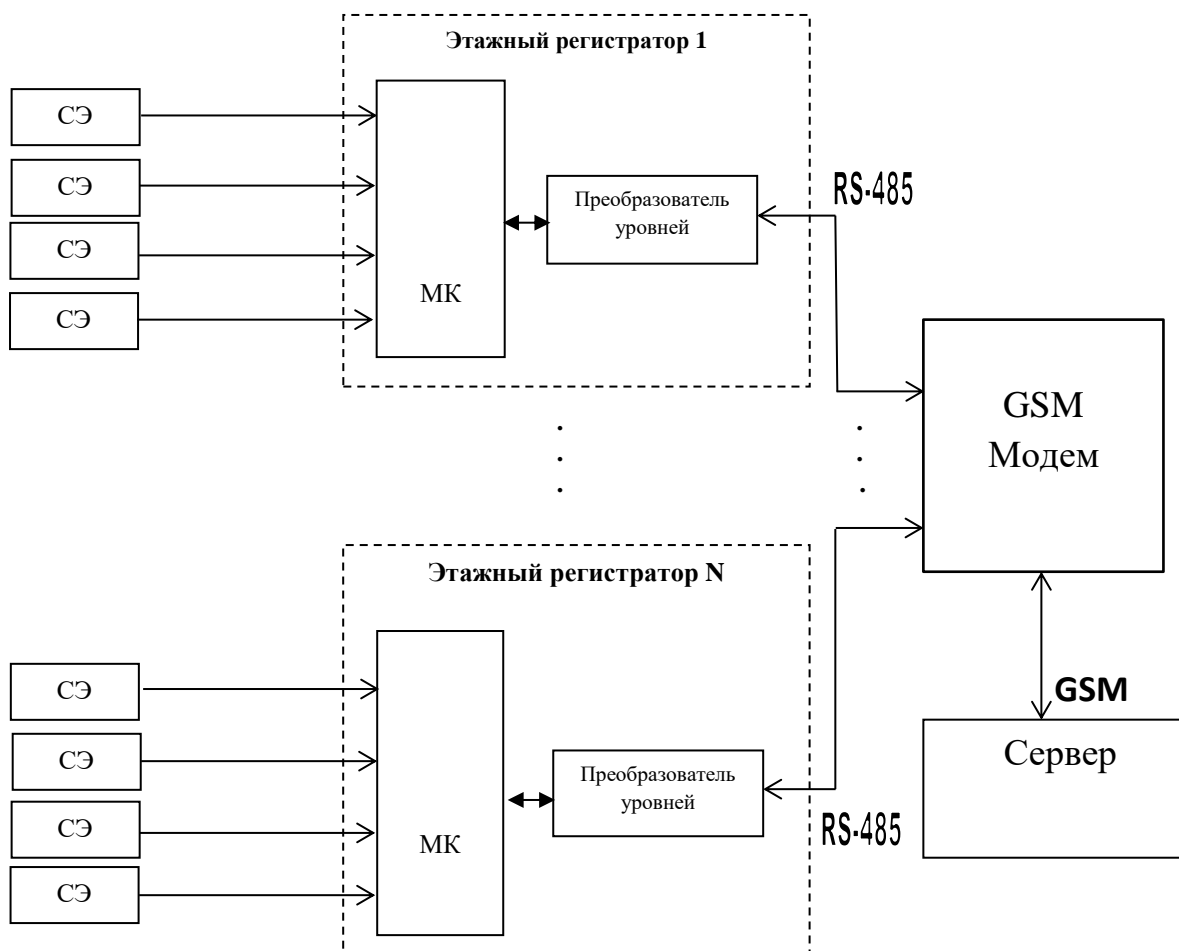 Этажный регистратор 1
СЭ
СЭ
СЭ
СЭ
МК
Преобразователь
уровней
RS-485
GSM
Модем
Этажный регистратор N
СЭ
СЭ
СЭ
СЭ
МК
Преобразователь
уровней
RS-485
GSM
Сервер